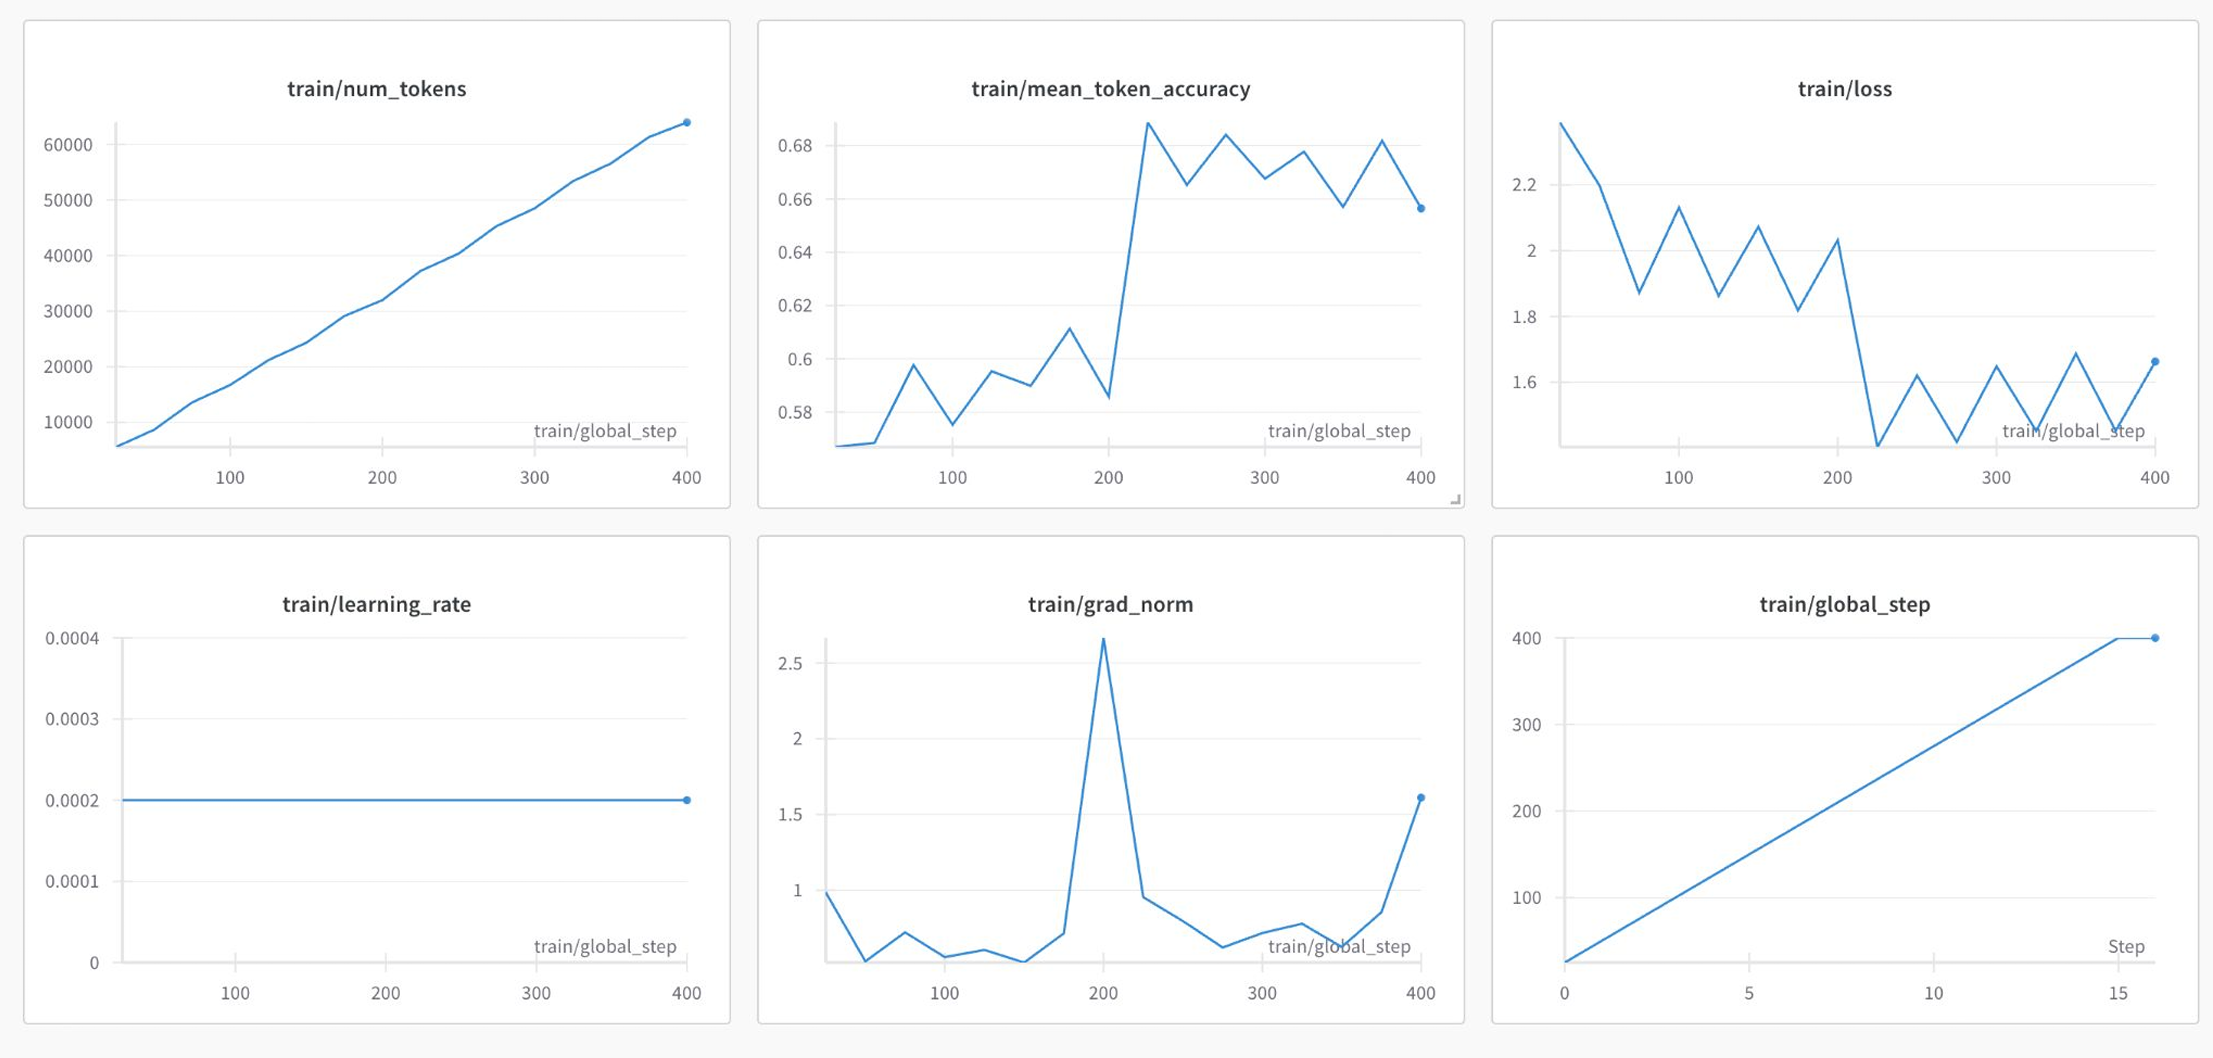 train/num_tokens
60000
50000
40000
30000
20000
10000
train/global_step
100 200 300 400
train/mean_token_accuracy
0.68
0.66
0.64
0.62
0.6
0.58
train/global_step
100 200 300 400
train/loss
2.2
2
1.8
1.6
train/global_step
100 200 300 400
train/learning_rate
0.0004
0.0003
0.0002
0.0001
0
train/global_step
100 200 300 400
train/grad_norm
2.5
2
1.5
1
train/global_step
100 200 300 400
train/global_step
400
300
200
100
Step
0 5 10 15